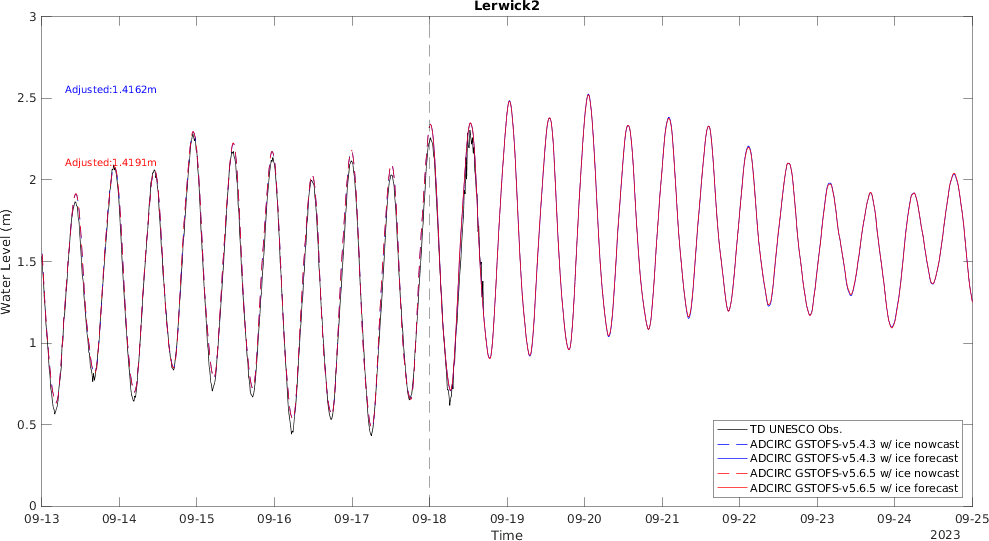 Lerwick2
3
2.5
2
1.5
1
0.5
0
Water Level (m)
Adjusted:1.4162m
Adjusted:1.4191m
TD UNESCO Obs.
ADCIRC GSTOFS-v5.4.3 w/ ice nowcast
ADCIRC GSTOFS-v5.4.3 w/ ice forecast
ADCIRC GSTOFS-v5.6.5 w/ ice nowcast
ADCIRC GSTOFS-v5.6.5 w/ ice forecast
09-13 09-14 09-15 09-16 09-17 09-18 09-19 09-20 09-21 09-22 09-23 09-24 09-25
Time
2023